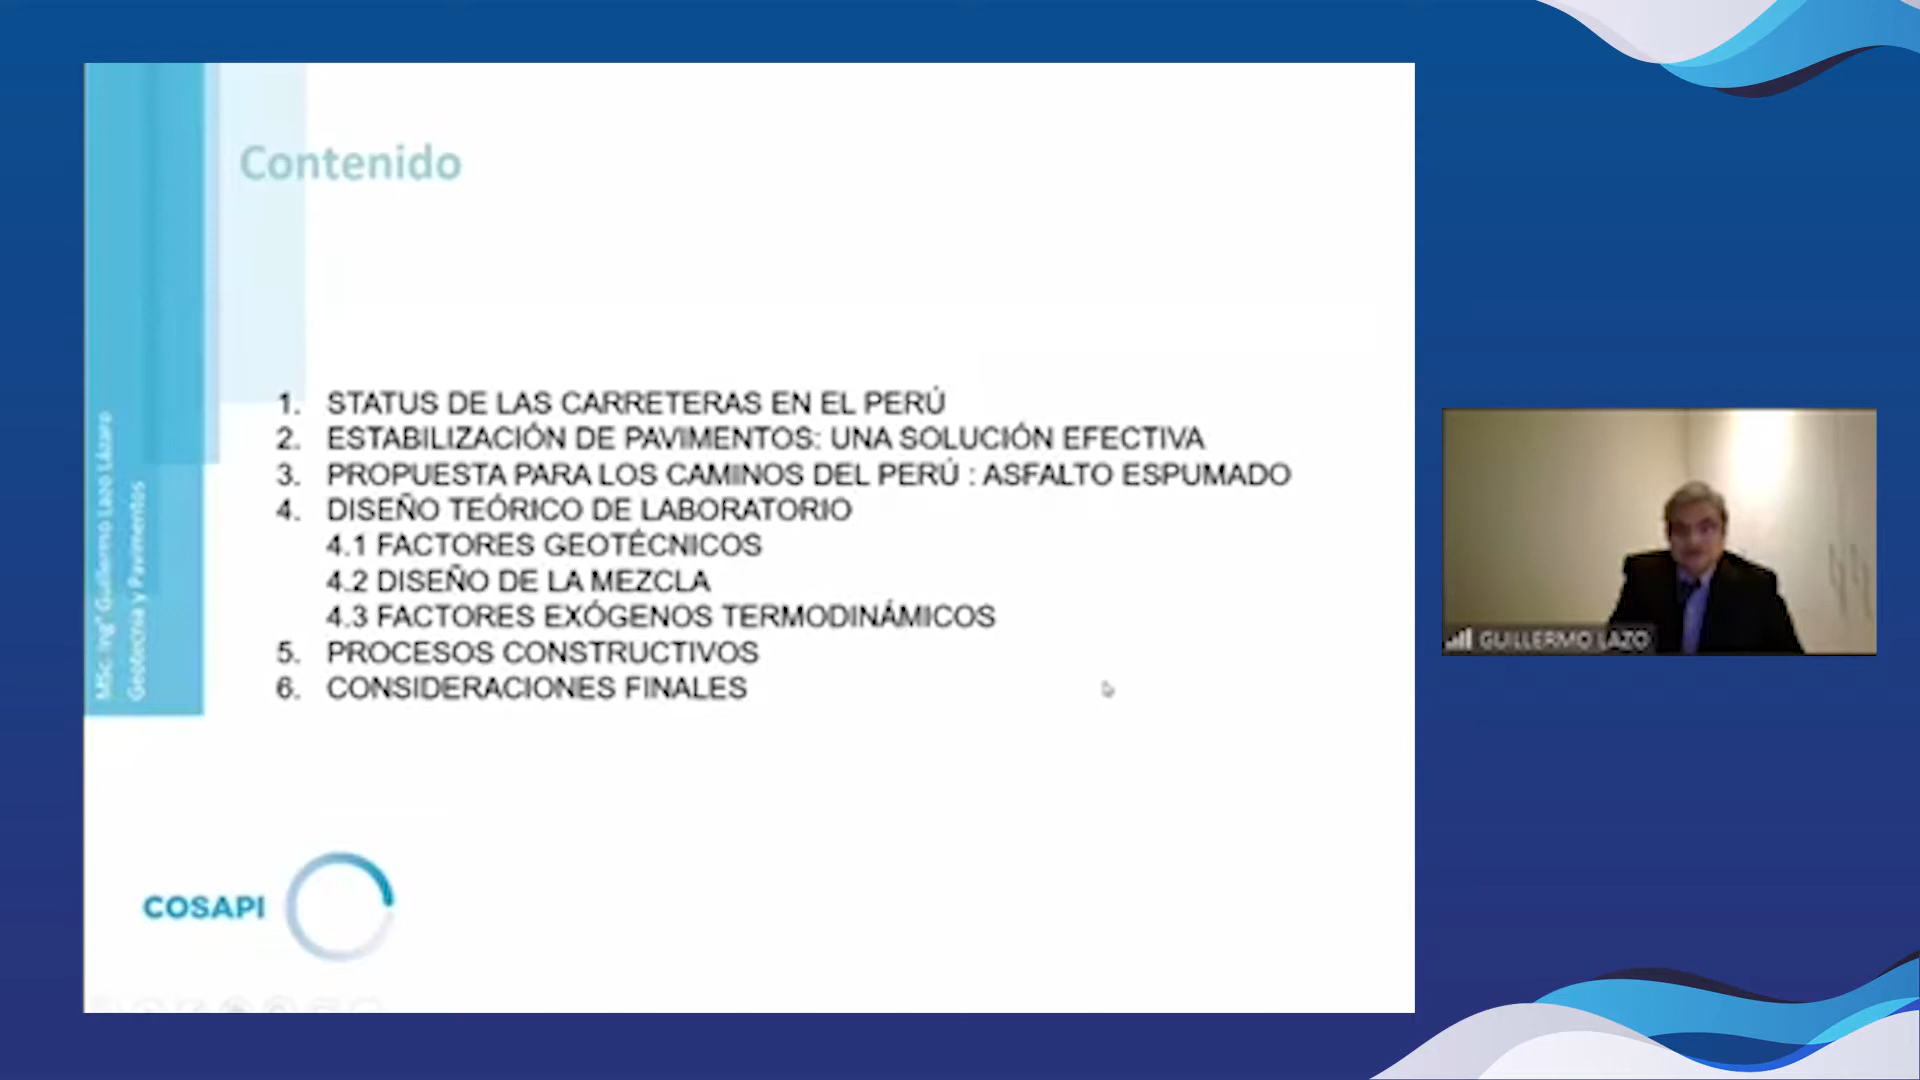 Contenido
1. STATUS DE LAS CARRETERAS EN EL PERÚ
2. ESTABILIZACIÓN DE PAVIMENTOS: UNA SOLUCIÓN EFECTIVA
3. PROPUESTA PARA LOS CAMINOS DEL PERÚ : ASFALTO ESPUMADO
4. DISEÑO TEÓRICO DE LABORATORIO
4.1 FACTORES GEOTÉCNICOS
4.2 DISEÑO DE LA MEZCLA
4.3 FACTORES EXÓGENOS TERMODINÁMICOS
5. PROCESOS CONSTRUCTIVOS
6. CONSIDERACIONES FINALES
MSc. Ing° Guillermo Lazo Lázaro
Geotecnia y Pavimentos
COSAPI
GUILLERMO LAZO